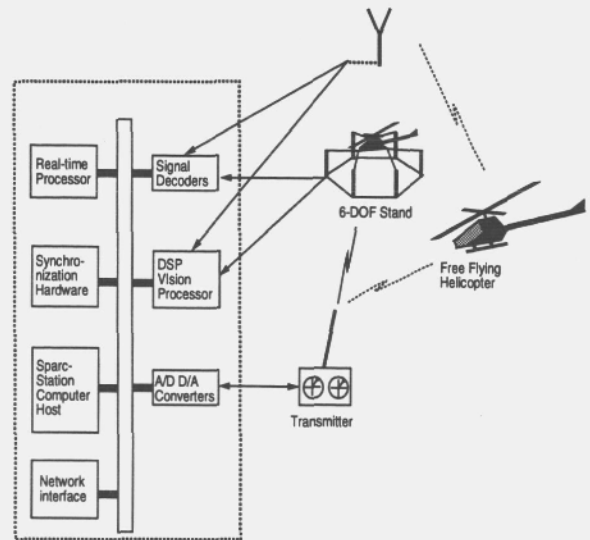 Real-time
Processor
Signal
Decoders
6-DOF Stand
Free Flying
Helicopter
Synchro-
nization
Hardware
DSP
Vision
Processor
Sparc-
Station
Computer
Host
A/D D/A
Converters
Transmitter
Network
interface